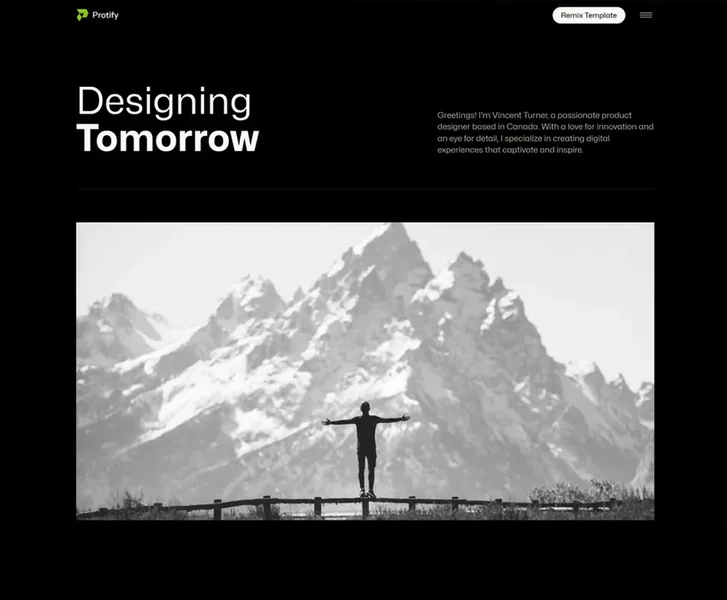 Protify
Remix Template
Designing
Tomorrow
Greetings! I'm Vincent Turner, a passionate product
designer based in Canada. With a love for innovation and
an eye for detail, I specialize in creating digital
experiences that captivate and inspire.